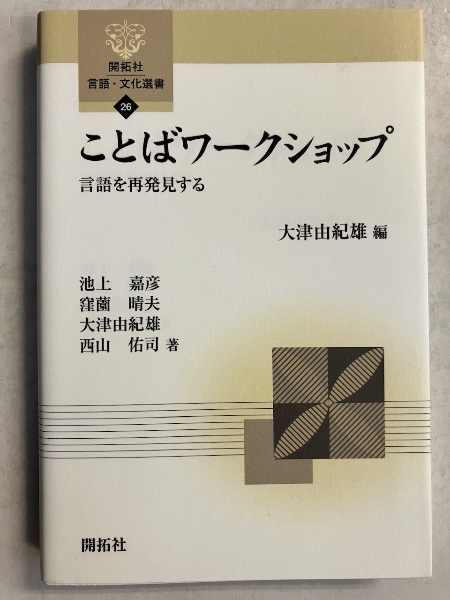 開拓社
言語・文化選書
26
ことばワークショップ
言語を再発見する
大津由紀雄 編
池上 嘉彦
窪薗 晴夫
大津由紀雄
西山 佑司 著
開拓社